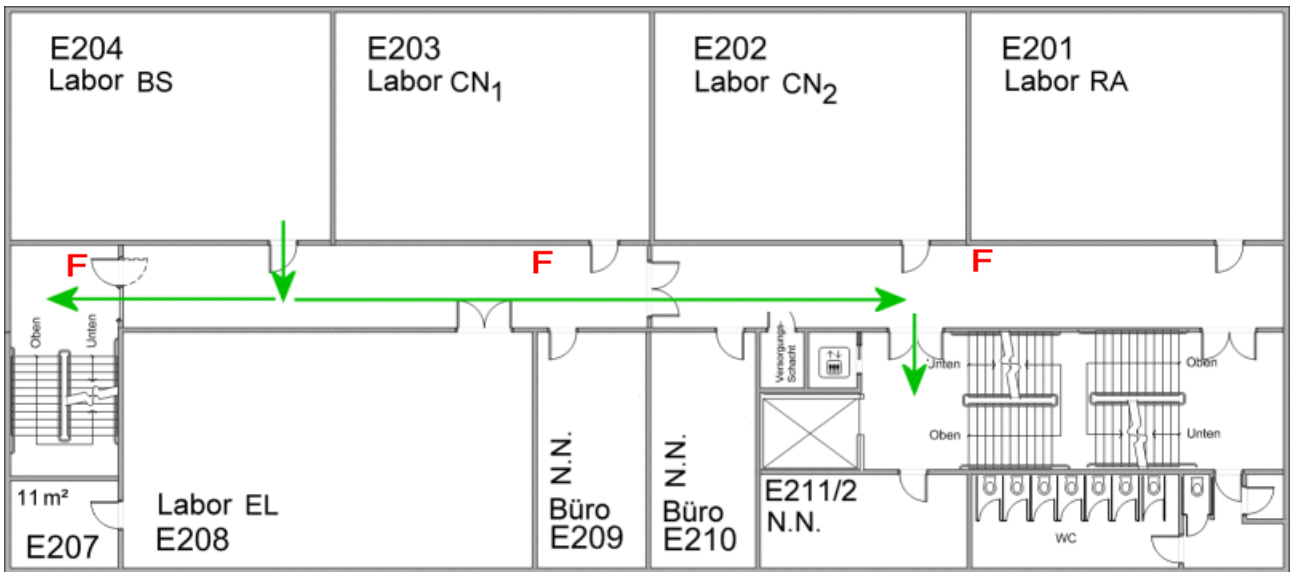 E204
Labor BS
E203
Labor CN1
E202
Labor CN2
E201
Labor RA
F
F
F
Oben
Unten
Versorgungs-
Schacht
Unten
Oben
Oben
Unten
11 m²
E207
Labor EL
E208
N.N.
Büro
E209
N.N.
Büro
E210
E211/2
N.N.
WC